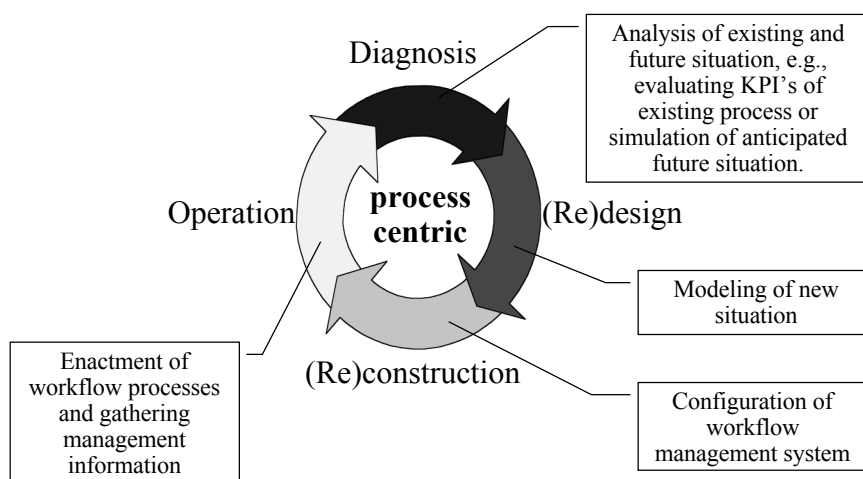 Diagnosis
Analysis of existing and
future situation, e.g.,
evaluating KPI's of
existing process or
simulation of anticipated
future situation.
Operation
process
centric
(Re)design
Modeling of new
situation
(Re)construction
Enactment of
workflow processes
and gathering
management
information
Configuration of
workflow
management system